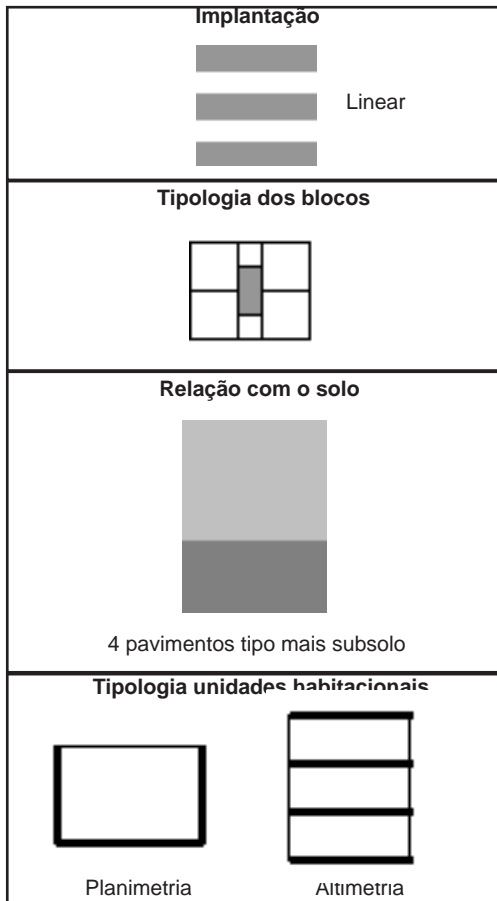 Implantação
Linear
Tipologia dos blocos
Relação com o solo
4 pavimentos tipo mais subsolo
Tipologia unidades habitacionais
Planimetria
Altimetria